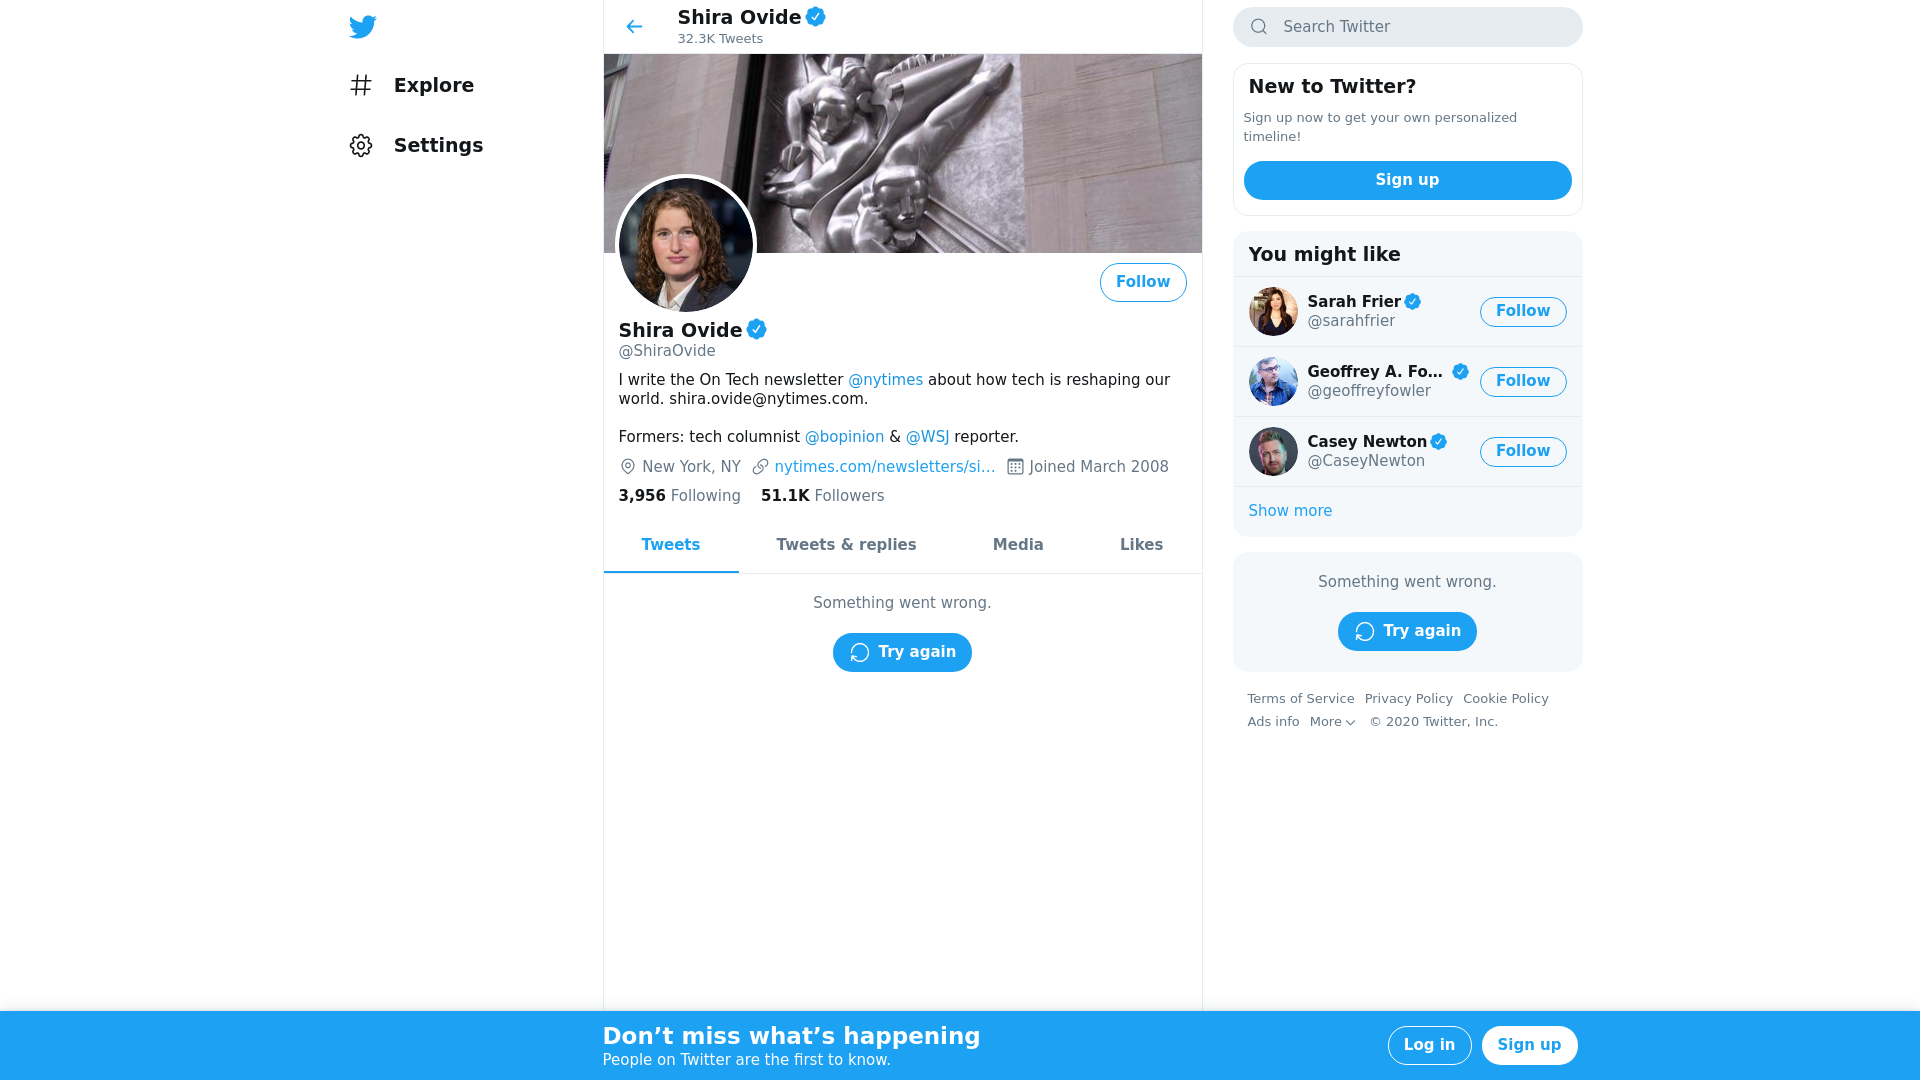 Explore
Settings
Shira Ovide
32.3K Tweets
Follow
Shira Ovide
@ShiraOvide
I write the On Tech newsletter @nytimes about how tech is reshaping our
world. shira.ovide@nytimes.com.
Formers: tech columnist @bopinion & @WSJ reporter.
New York, NY nytimes.com/newsletters/si… Joined March 2008
3,956 Following 51.1K Followers
Tweets Tweets & replies Media Likes
Something went wrong.
Try again
Search Twitter
New to Twitter?
Sign up now to get your own personalized
timeline!
Sign up
You might like
Sarah Frier
@sarahfrier
Follow
Geoffrey A. Fo…
@geoffreyfowler
Follow
Casey Newton
@CaseyNewton
Follow
Show more
Something went wrong.
Try again
Terms of Service Privacy Policy Cookie Policy
Ads info More © 2020 Twitter, Inc.
Don’t miss what’s happening
People on Twitter are the first to know.
Log in Sign up